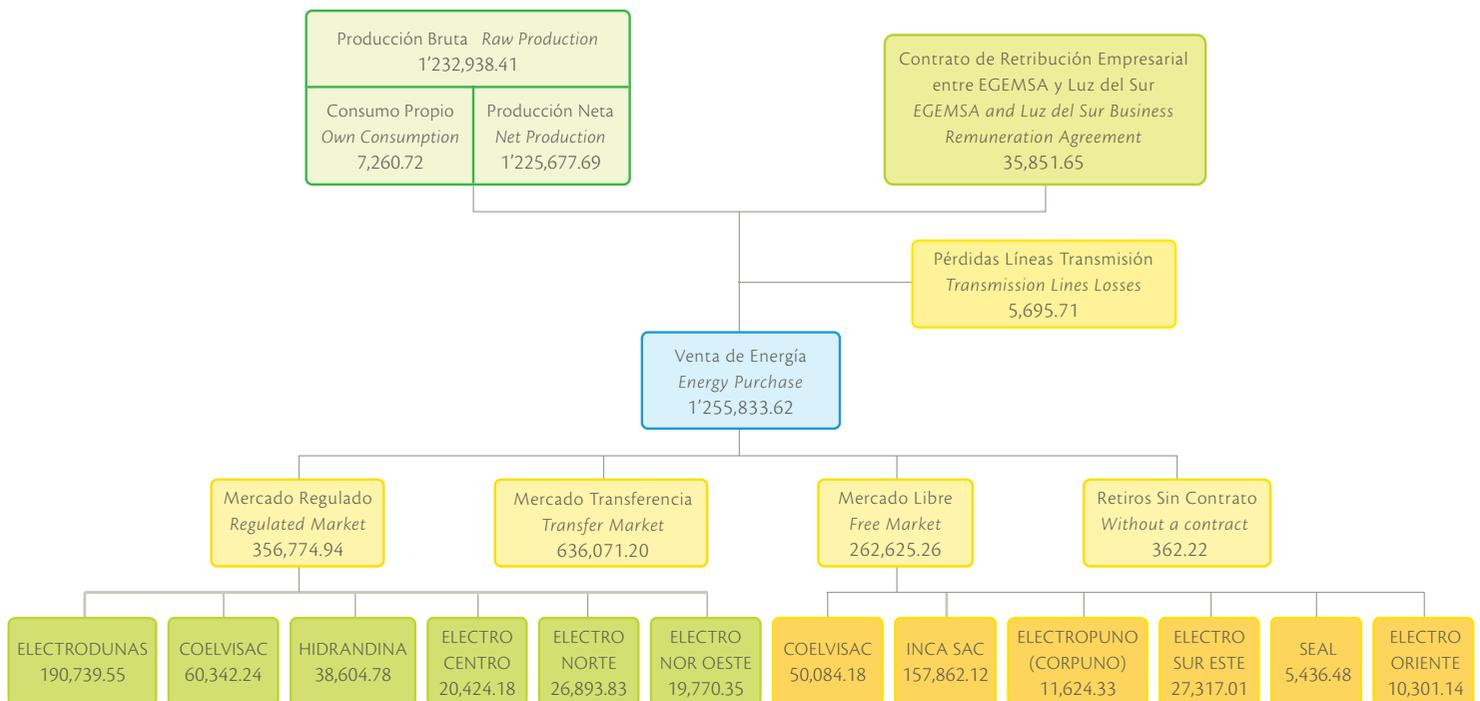 Producción Bruta Raw Production
1’232,938.41
Consumo Propio
Own Consumption
7,260.72
Producción Neta
Net Production
1’225,677.69
Contrato de Retribución Empresarial
entre EGEMSA y Luz del Sur
EGEMSA and Luz del Sur Business
Remuneration Agreement
35,851.65
Pérdidas Líneas Transmisión
Transmission Lines Losses
5,695.71
Venta de Energía
Energy Purchase
1’255,833.62
Mercado Regulado
Regulated Market
356,774.94
Mercado Transferencia
Transfer Market
636,071.20
Mercado Libre
Free Market
262,625.26
Retiros Sin Contrato
Without a contract
362.22
ELECTRODUNAS
190,739.55
COELVISAC
60,342.24
HIDRANDINA
38,604.78
ELECTRO
CENTRO
20,424.18
ELECTRO
NORTE
26,893.83
ELECTRO
NOR OESTE
19,770.35
COELVISAC
50,084.18
INCA SAC
157,862.12
ELECTROPUNO
(CORPUNO)
11,624.33
ELECTRO
SUR ESTE
27,317.01
SEAL
5,436.48
ELECTRO
ORIENTE
10,301.14